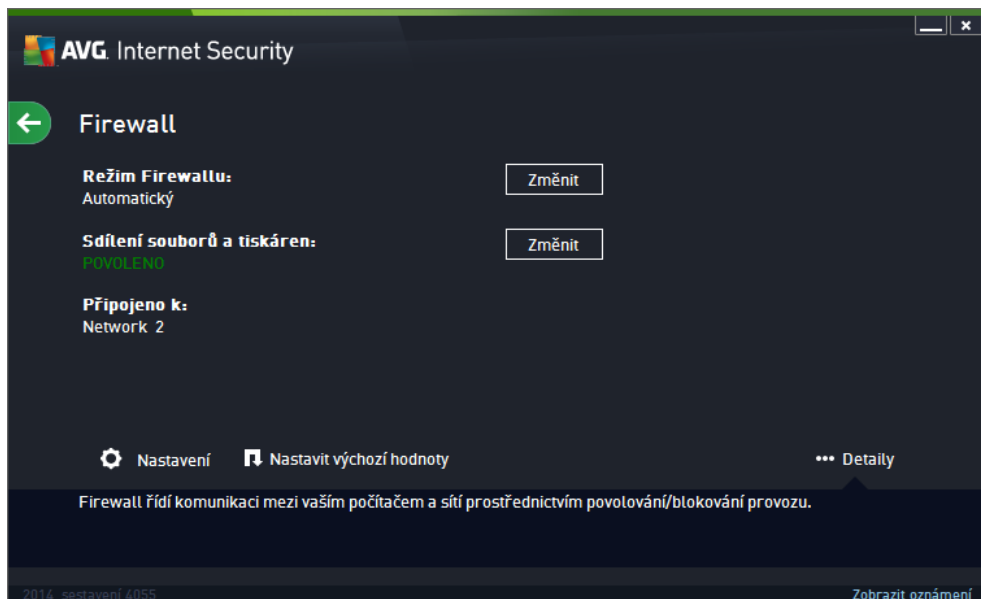 AVG. Internet Security
Firewall
Režim Firewallu:
Automatický
Změnit
Sdílení souborů a tiskáren:
POVOLENO
Změnit
Připojeno k:
Network 2
Nastavení
Nastavit výchozí hodnoty
Detaily
Firewall řídí komunikaci mezi vaším počítačem a sítí prostřednictvím povolování/blokování provozu.
2014 sestavení 4055
Zobrazit oznámení